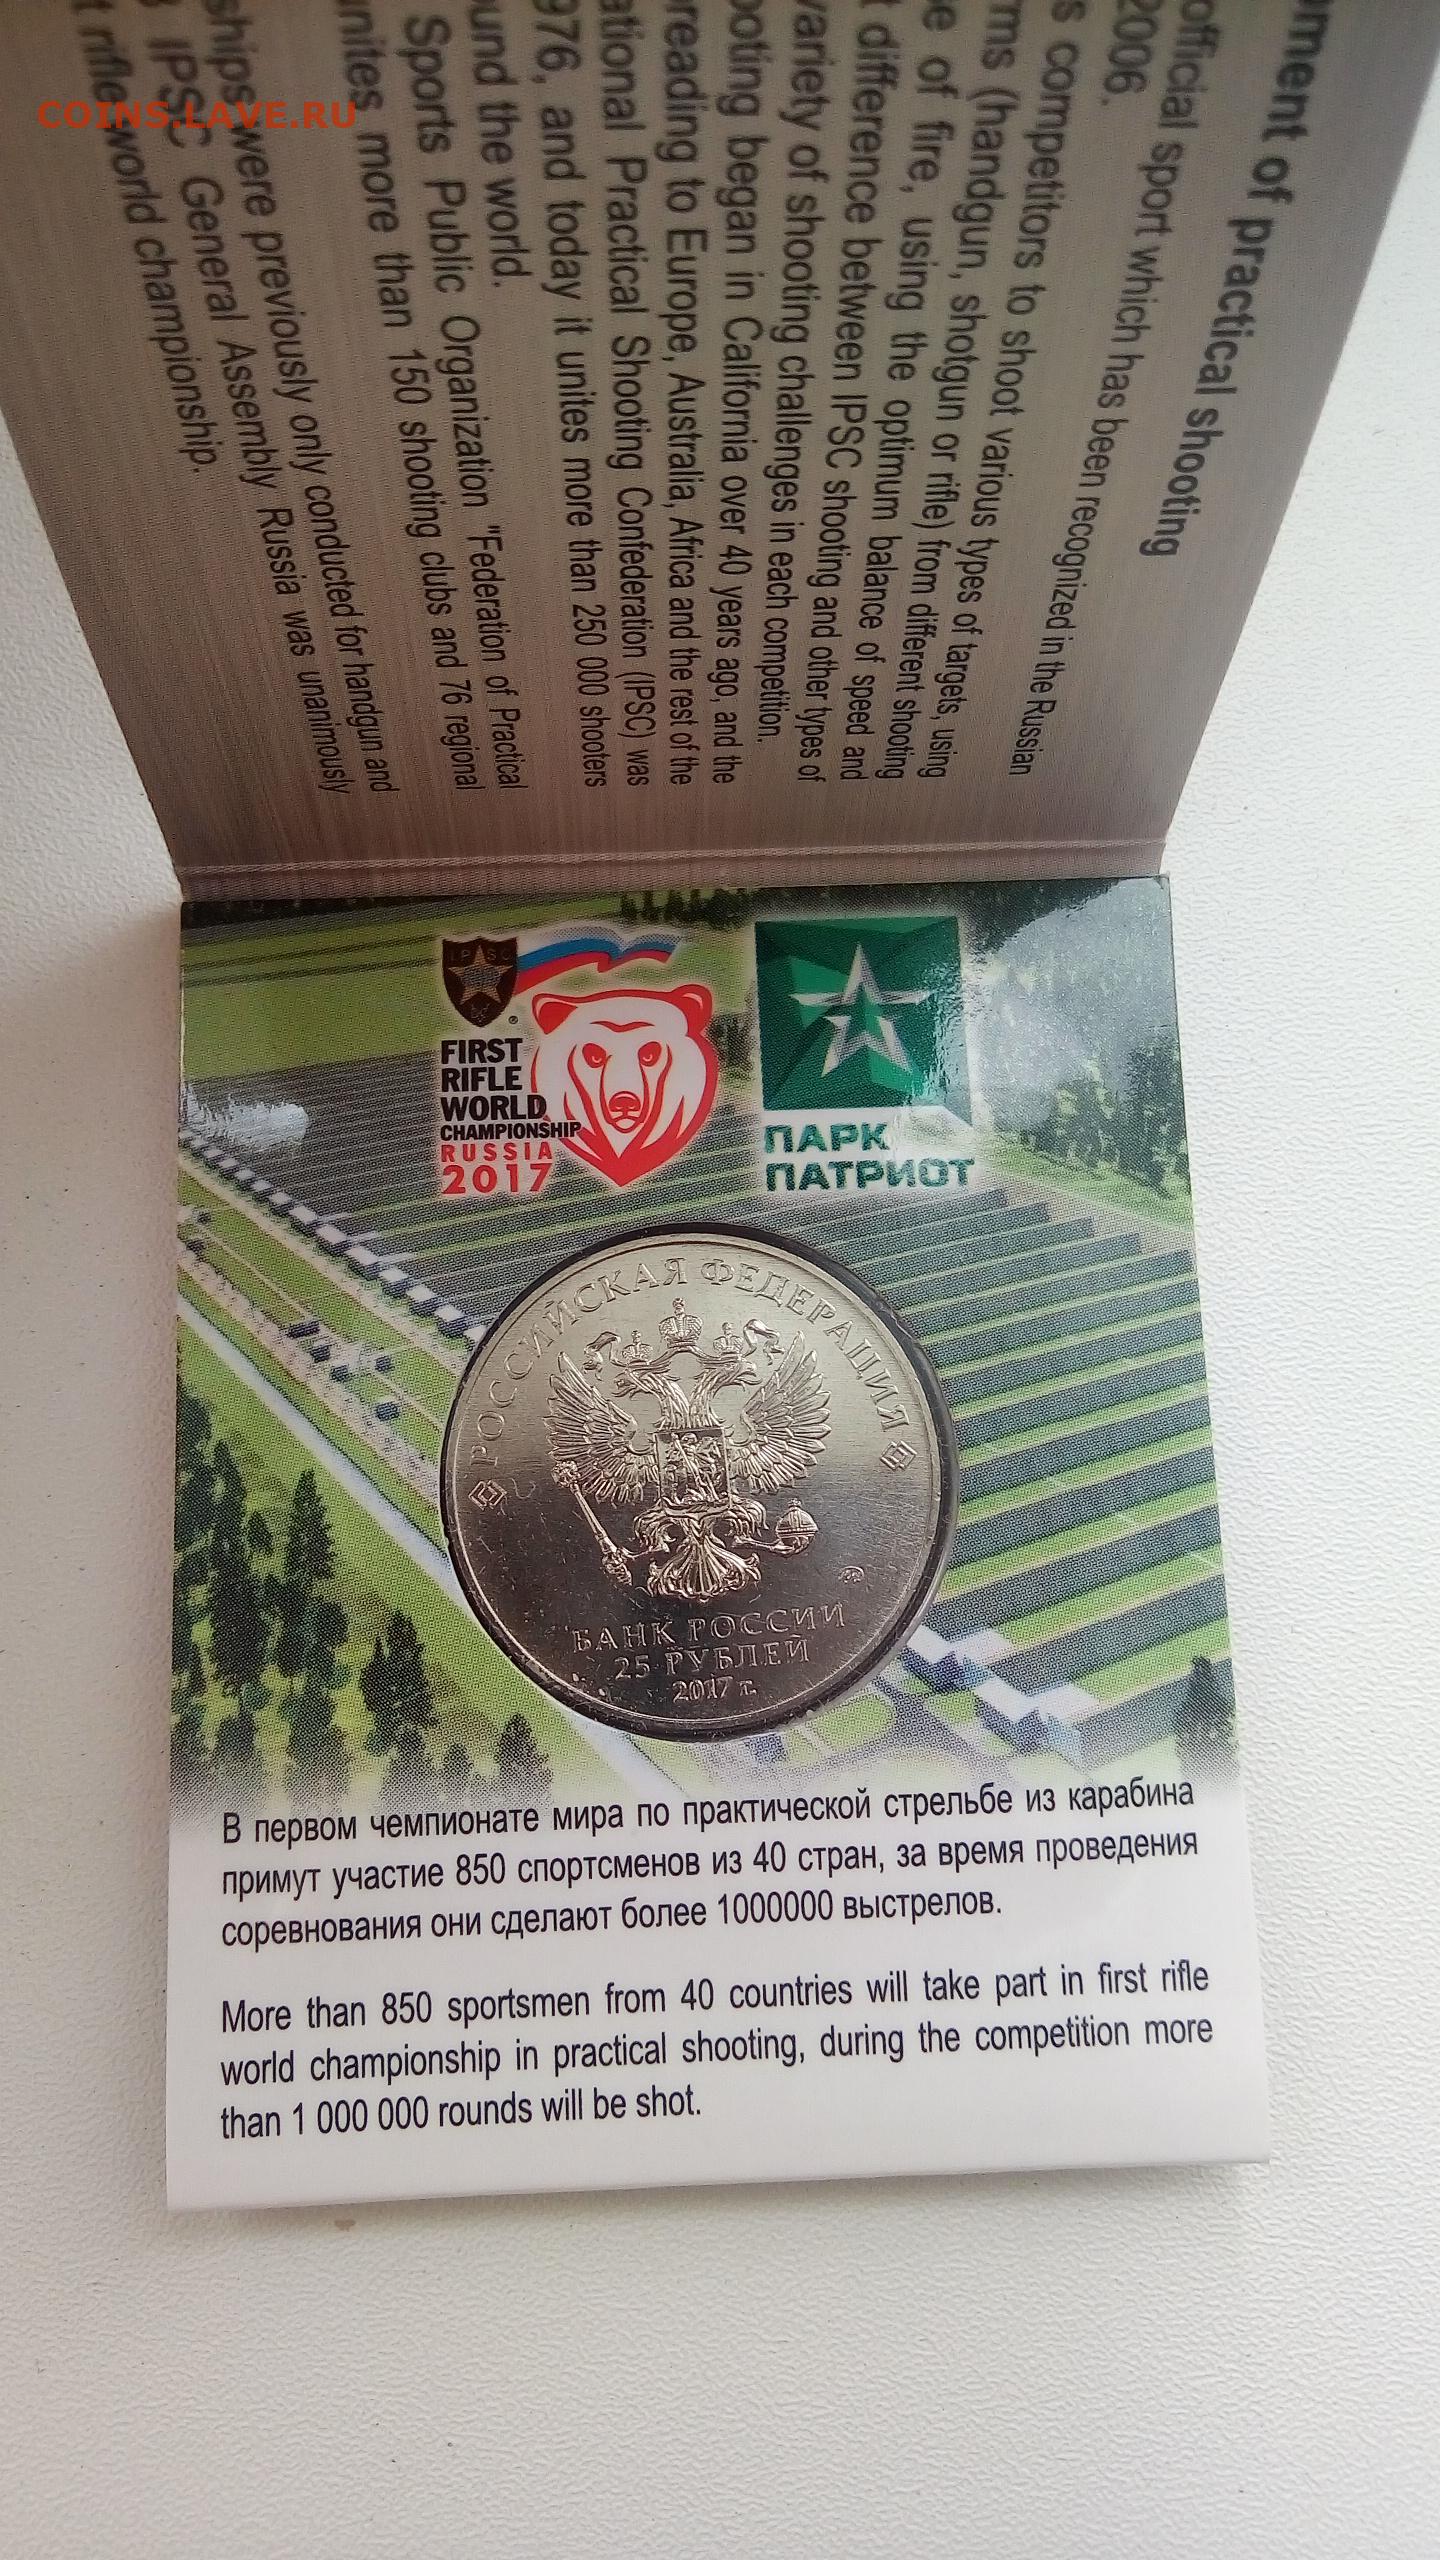 COINS.LAVE.RU
of practical shooting
official sport which has been recognized in the Russian
2006.
competitors to shoot various types of targets, using
(handgun, shotgun or rifle) from different shooting
of fire, using the optimum balance of speed and
difference between IPSC shooting and other types of
variety of shooting challenges in each competition.
began in California over 40 years ago, and the
to Europe, Australia, Africa and the rest of the
Practical Shooting Confederation (IPSC) was
and today it unites more than 250 000 shooters
the world.
Sports Public Organization "Federation of Practical
unites more than 150 shooting clubs and 76 regional
were previously only conducted for handgun and
IPSC General Assembly Russia was unanimously
rifle world championship.
IPSC
®
FIRST
RIFLE
WORLD
CHAMPIONSHIP
RUSSIA
2017
ПАРК
ПАТРИОТ
РОССИЙСКАЯ ФЕДЕРАЦИЯ
БАНК РОССИИ
25 РУБЛЕЙ
2017 г.
В первом чемпионате мира по практической стрельбе из карабина
примут участие 850 спортсменов из 40 стран, за время проведения
соревнования они сделают более 1000000 выстрелов.
More than 850 sportsmen from 40 countries will take part in first rifle
world championship in practical shooting, during the competition more
than 1 000 000 rounds will be shot.